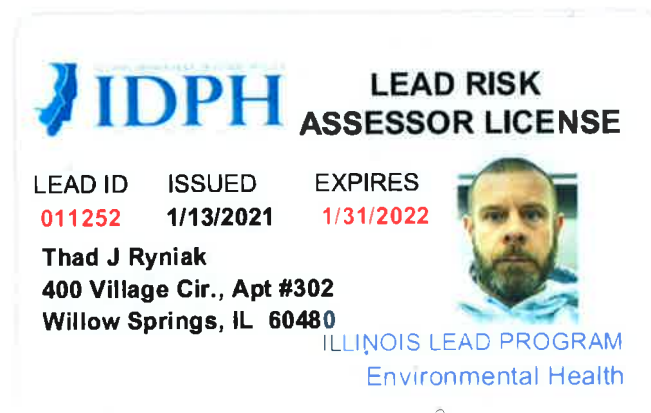 IDPH
LEAD RISK
ASSESSOR LICENSE
LEAD ID ISSUED EXPIRES
011252 1/13/2021 1/31/2022
Thad J Ryniak
400 Village Cir., Apt #302
Willow Springs, IL 60480
ILLINOIS LEAD PROGRAM
Environmental Health